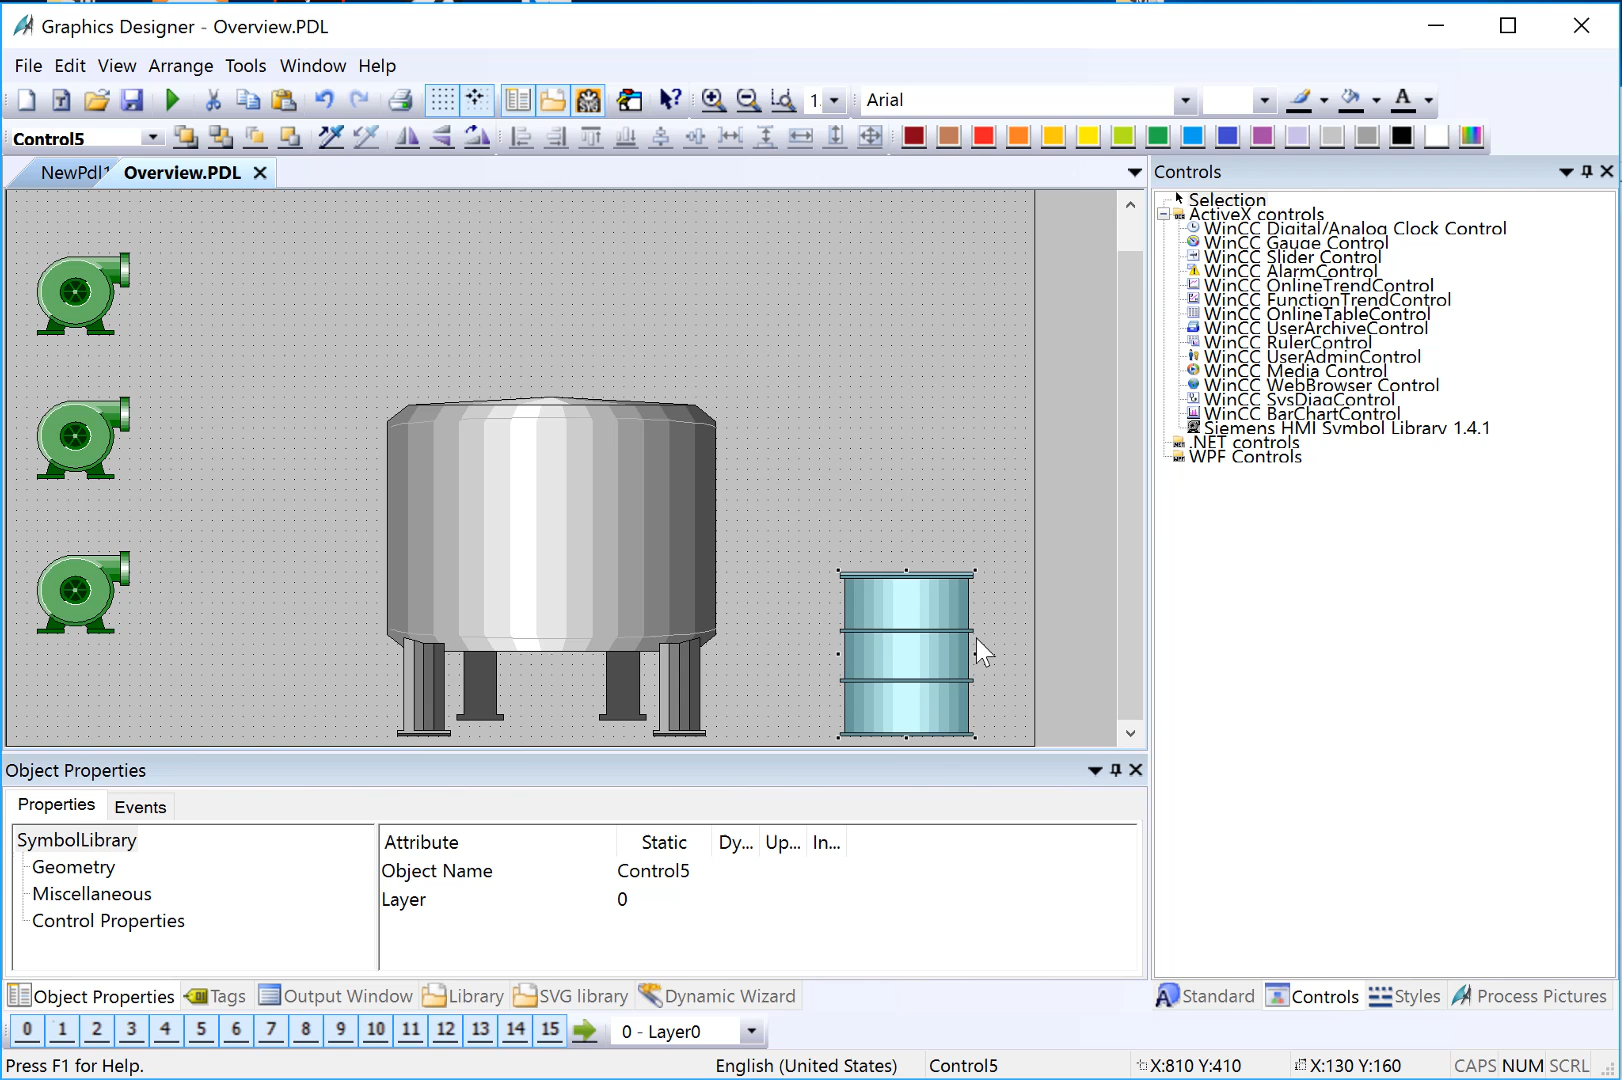 Graphics Designer - Overview.PDL
File Edit View Arrange Tools Window Help
1. Arial
Control5
NewPdl1 Overview.PDL
Controls
Selection
ActiveX controls
WinCC Digital/Analog Clock Control
WinCC Gauge Control
WinCC Slider Control
WinCC AlarmControl
WinCC OnlineTrendControl
WinCC FunctionTrendControl
WinCC OnlineTableControl
WinCC UserArchiveControl
WinCC RulerControl
WinCC UserAdminControl
WinCC Media Control
WinCC WebBrowser Control
WinCC SysDiagControl
WinCC BarChartControl
Siemens HMI Symbol Library 1.4.1
.NET controls
WPF Controls
Object Properties
Properties Events
SymbolLibrary
Geometry
Miscellaneous
Control Properties
Attribute Static Dy... Up... In...
Object Name Control5
Layer 0
Object Properties Tags Output Window Library SVG library Dynamic Wizard
Standard Controls Styles Process Pictures
0 1 2 3 4 5 6 7 8 9 10 11 12 13 14 15 0 - Layer0
Press F1 for Help. English (United States) Control5 X:810 Y:410 X:130 Y:160 CAPS NUM SCRL